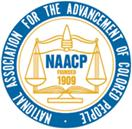 NATIONAL ASSOCIATION FOR THE ADVANCEMENT OF COLORED PEOPLE
NAACP
FOUNDED
1909